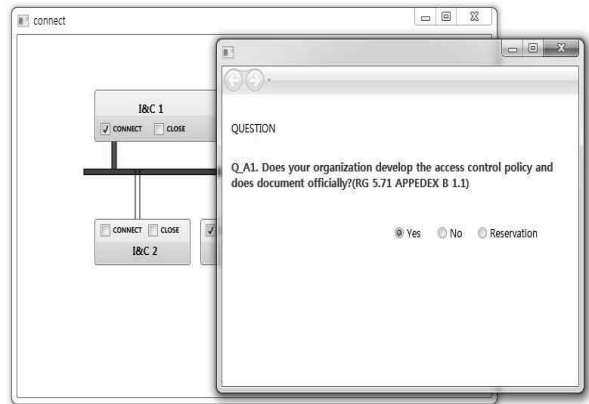 connect
I&C 1
CONNECT CLOSE
CONNECT CLOSE
I&C 2
QUESTION
Q_A1. Does your organization develop the access control policy and
does document officially?(RG 5.71 APPEDEX B 1.1)
Yes No Reservation